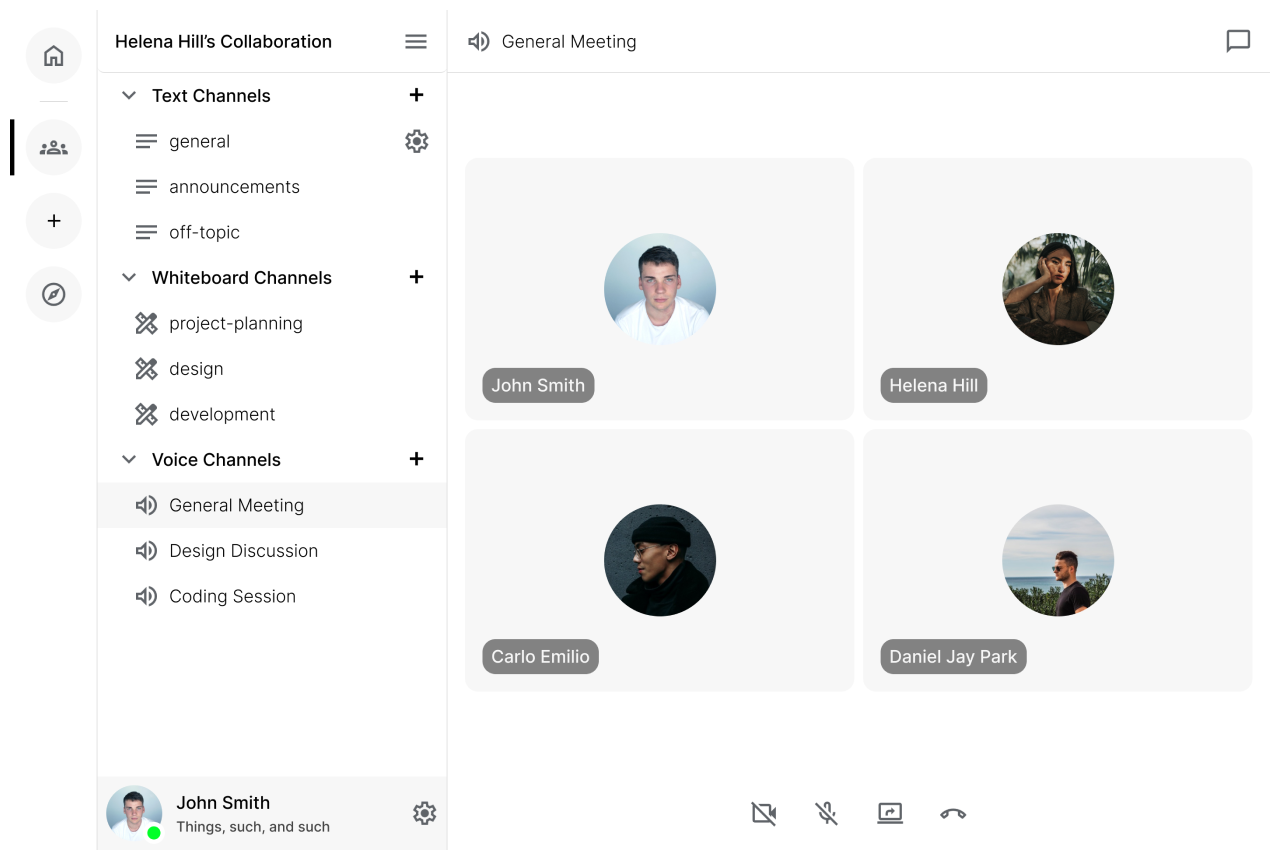 Helena Hill’s Collaboration
General Meeting
Text Channels
general
announcements
off-topic
Whiteboard Channels
project-planning
design
development
Voice Channels
General Meeting
Design Discussion
Coding Session
John Smith
Things, such, and such
John Smith
Helena Hill
Carlo Emilio
Daniel Jay Park